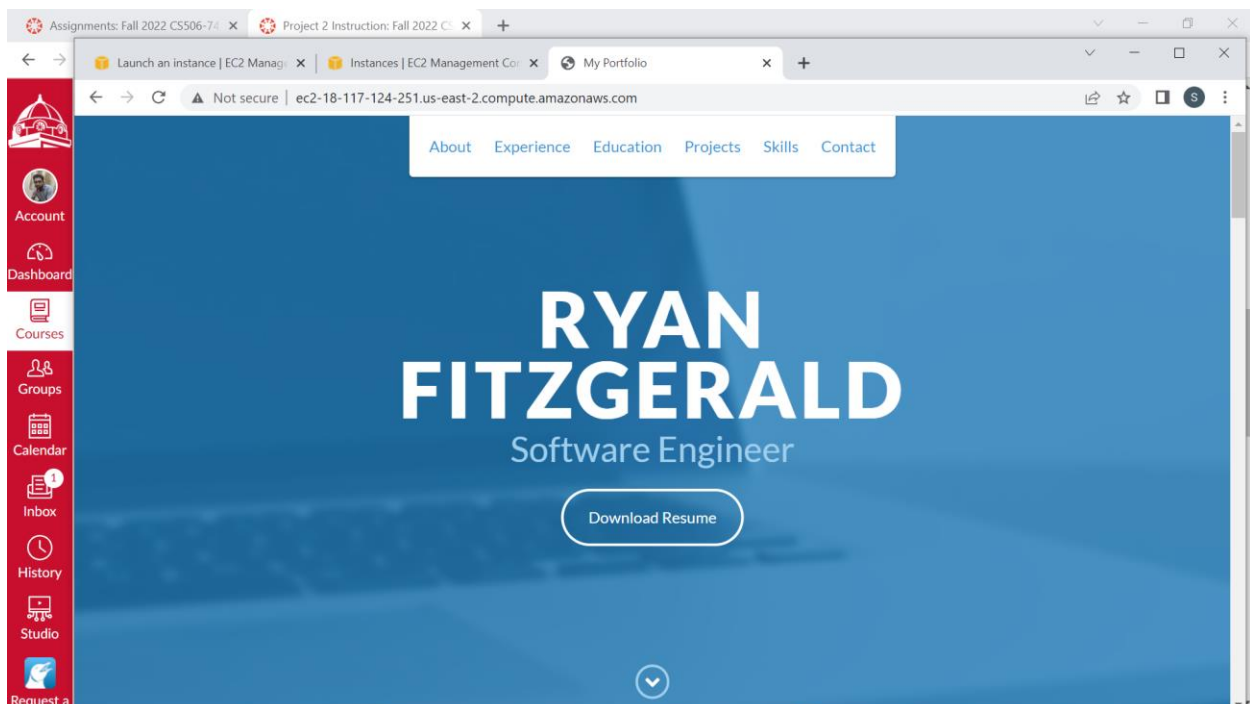 Assignments: Fall 2022 CS506-74
Project 2 Instruction: Fall 2022 CS
Launch an instance | EC2 Manage
Instances | EC2 Management Con
My Portfolio
Not secure | ec2-18-117-124-251.us-east-2.compute.amazonaws.com
S
About Experience Education Projects Skills Contact
Account
Dashboard
Courses
Groups
Calendar
1
Inbox
History
Studio
Request a
RYAN
FITZGERALD
Software Engineer
Download Resume